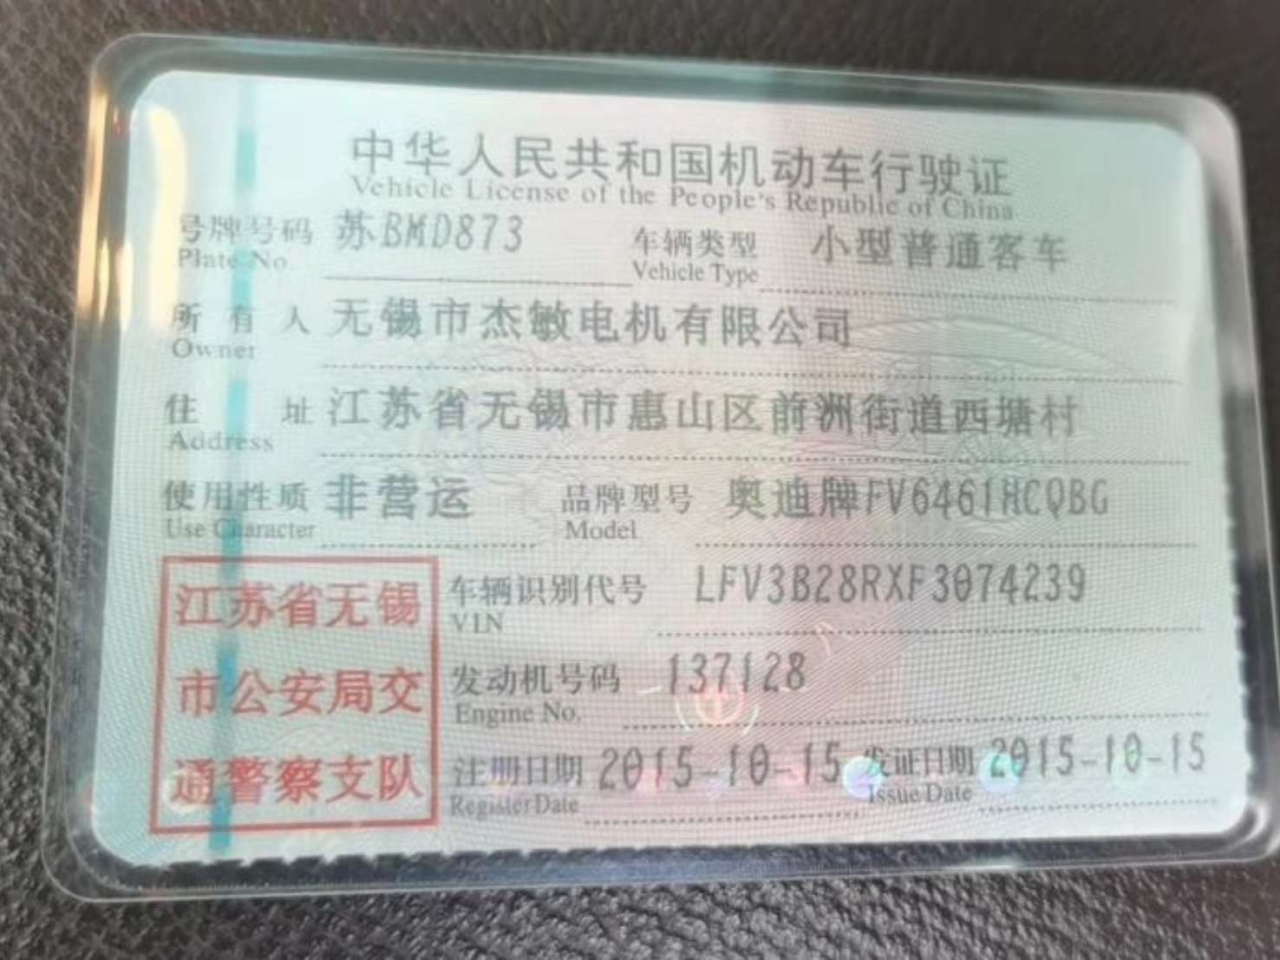 中华人民共和国机动车行驶证
Vehicle License of the People's Republic of China
号牌号码 苏BMD873 车辆类型 小型普通客车
Plate No. Vehicle Type
所有人 无锡市杰敏电机有限公司
Owner
住址 江苏省无锡市惠山区前洲街道西塘村
Address
使用性质 非营运 品牌型号 奥迪牌FV6461HCQBG
Use Character Model
江苏省无锡
市公安局交
通警察支队
车辆识别代号 LFV3B28RXF3074239
VIN
发动机号码 137128
Engine No.
注册日期 2015-10-15 发证日期 2015-10-15
Register Date Issue Date